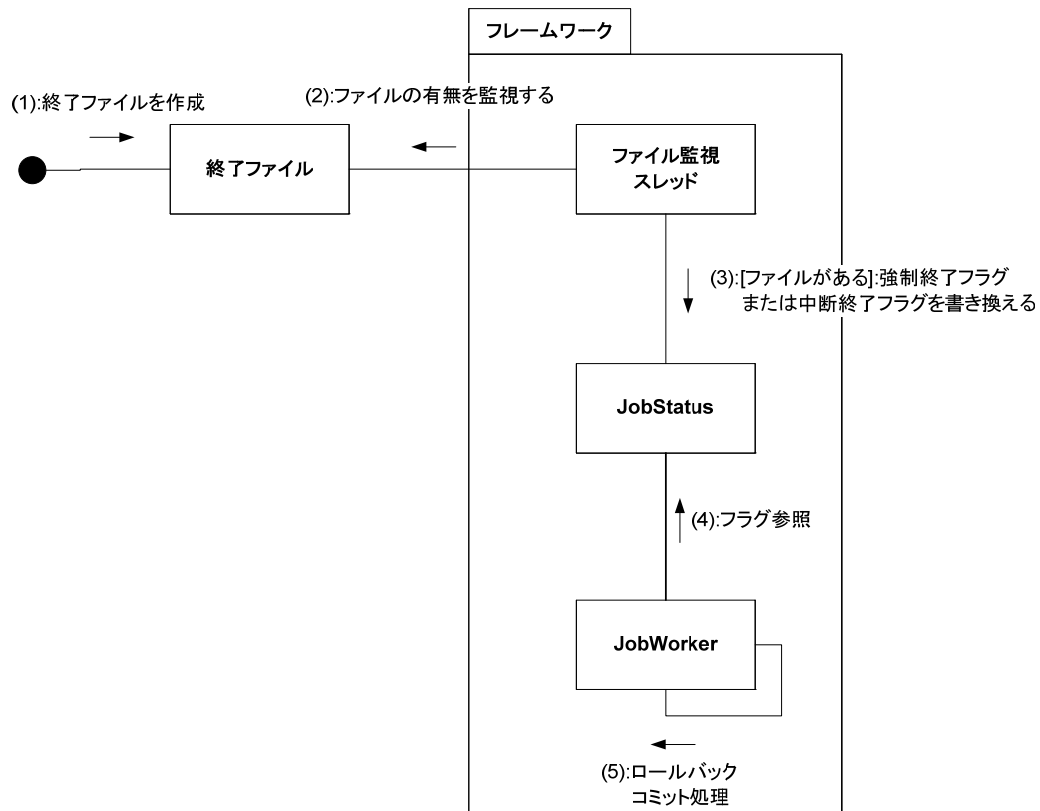 フレームワーク
(1):終了ファイルを作成
(2):ファイルの有無を監視する
終了ファイル
ファイル監視
スレッド
(3):[ファイルがある]:強制終了フラグ
または中断終了フラグを書き換える
JobStatus
(4):フラグ参照
JobWorker
(5):ロールバック
コミット処理